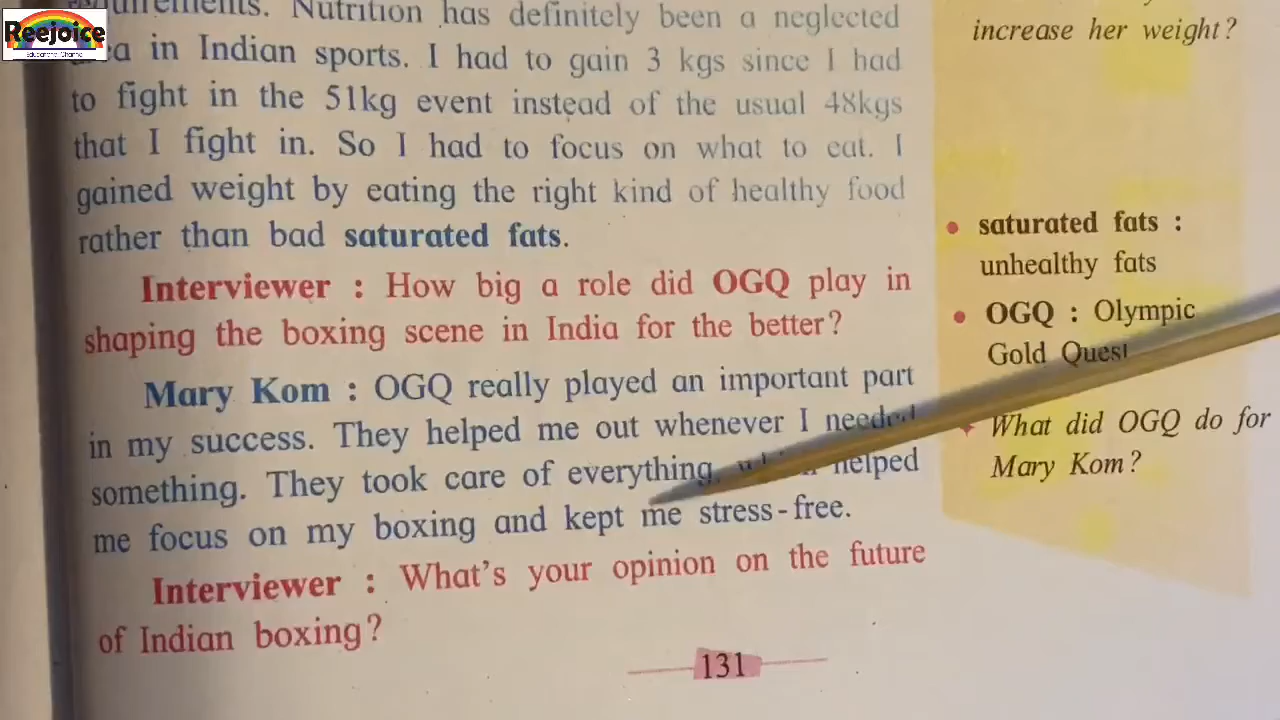 Reejoice
Educational Channel
Nutrition has definitely been a neglected
in Indian sports. I had to gain 3 kgs since I had
to fight in the 51kg event instead of the usual 48kgs
that I fight in. So I had to focus on what to eat. I
gained weight by eating the right kind of healthy food
rather than bad saturated fats.
Interviewer : How big a role did OGQ play in
shaping the boxing scene in India for the better?
Mary Kom : OGQ really played an important part
in my success. They helped me out whenever I needed
something. They took care of everything, which helped
me focus on my boxing and kept me stress-free.
Interviewer : What's your opinion on the future
of Indian boxing?
131
increase her weight?
• saturated fats :
unhealthy fats
• OGQ : Olympic
Gold Quest
What did OGQ do for
Mary Kom?